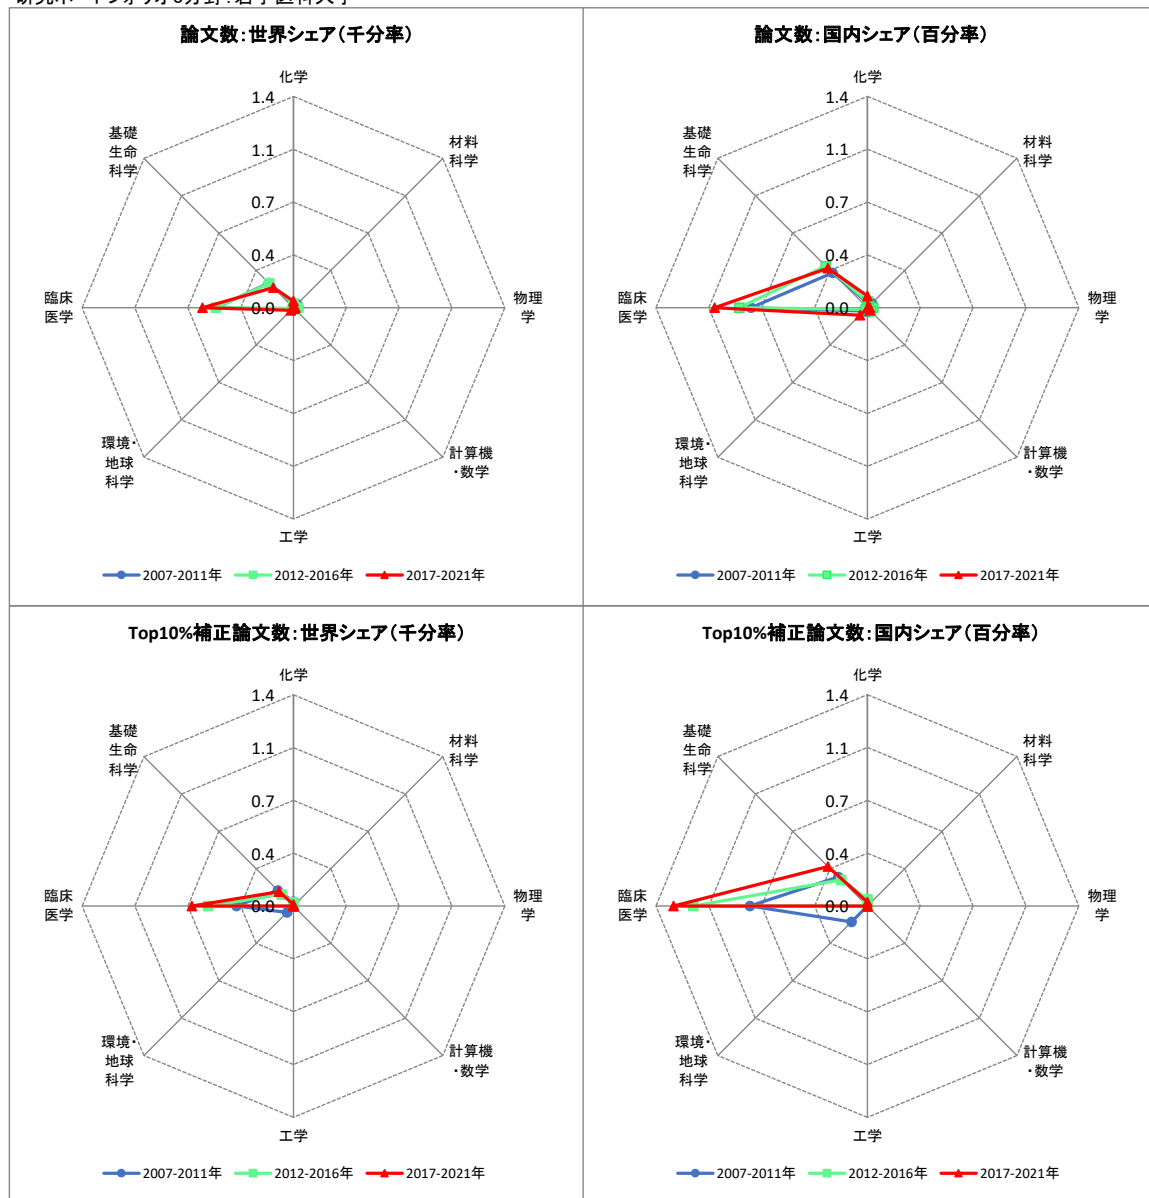 論文数:世界シェア(千分率)
化学
1.4
1.1
0.7
0.4
0.0
材料
科学
物理
学
計算機
・数学
工学
環境・
地球
科学
臨床
医学
基礎
生命
科学
2007-2011年
2012-2016年
2017-2021年
論文数:国内シェア(百分率)
化学
1.4
1.1
0.7
0.4
0.0
材料
科学
物理
学
計算機
・数学
工学
環境・
地球
科学
臨床
医学
基礎
生命
科学
2007-2011年
2012-2016年
2017-2021年
Top10%補正論文数:世界シェア(千分率)
化学
1.4
1.1
0.7
0.4
0.0
材料
科学
物理
学
計算機
・数学
工学
環境・
地球
科学
臨床
医学
基礎
生命
科学
2007-2011年
2012-2016年
2017-2021年
Top10%補正論文数:国内シェア(百分率)
化学
1.4
1.1
0.7
0.4
0.0
材料
科学
物理
学
計算機
・数学
工学
環境・
地球
科学
臨床
医学
基礎
生命
科学
2007-2011年
2012-2016年
2017-2021年